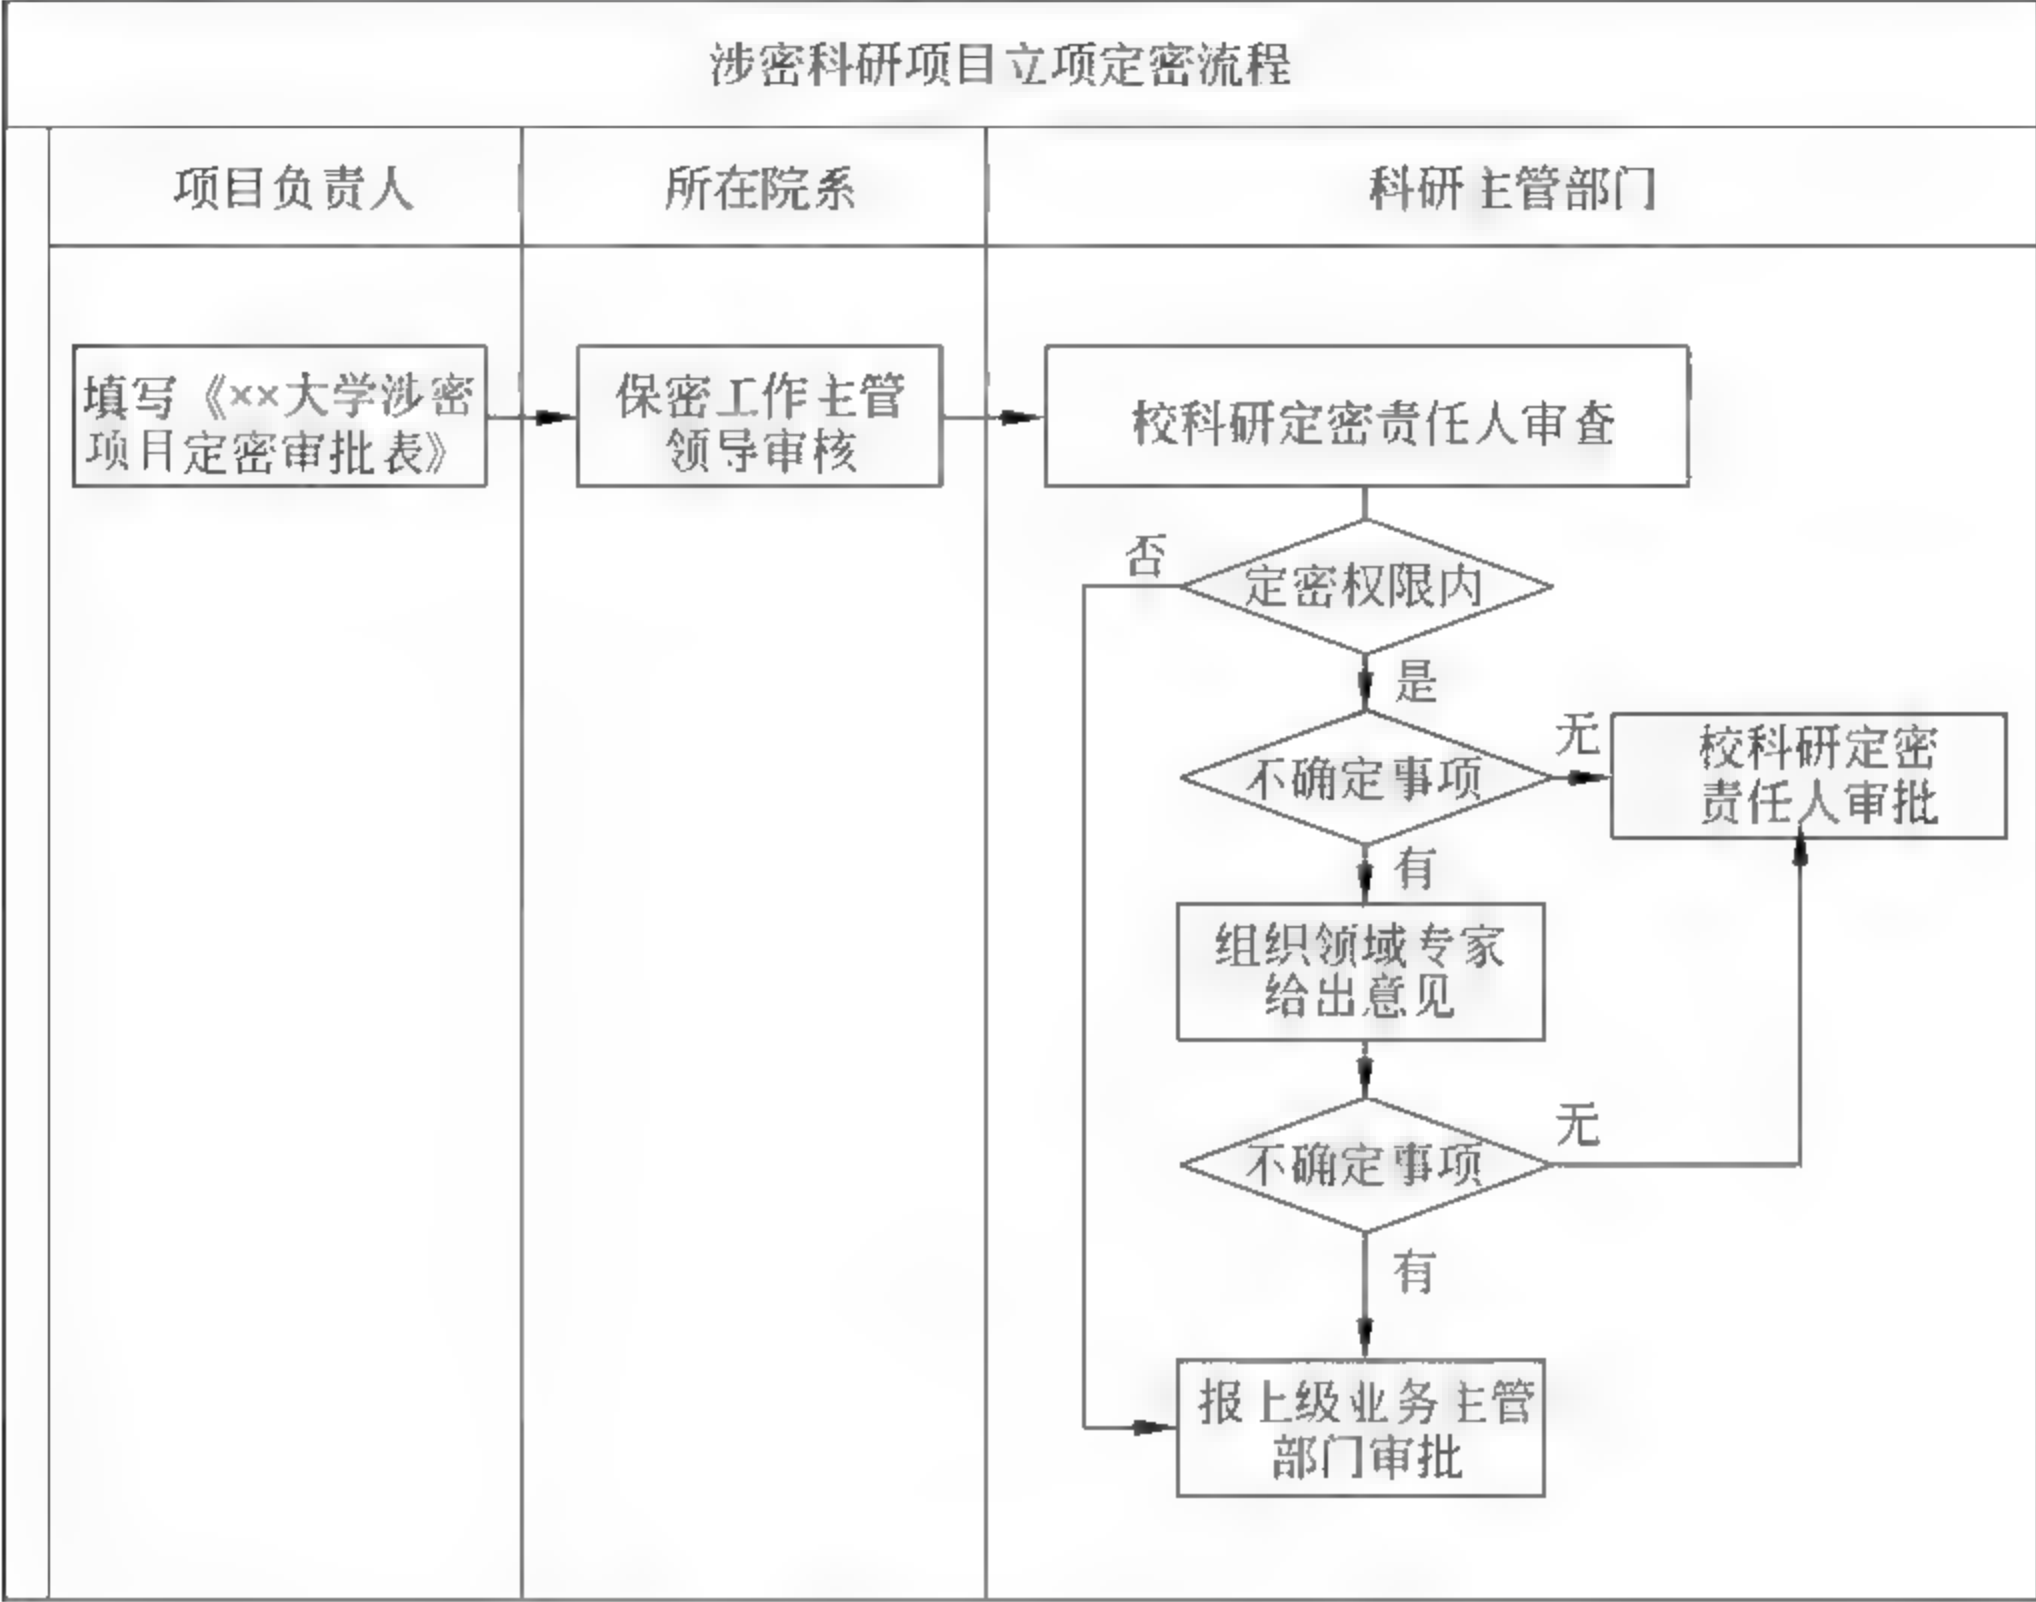 涉密科研项目立项定密流程
项目负责人
所在院系
科研主管部门
填写《××大学涉密
项目定密审批表》
保密工作主管
领导审核
校科研定密责任人审查
否
定密权限内
是
不确定事项
无
校科研定密
责任人审批
有
组织领域专家
给出意见
不确定事项
无
有
报上级业务主管
部门审批